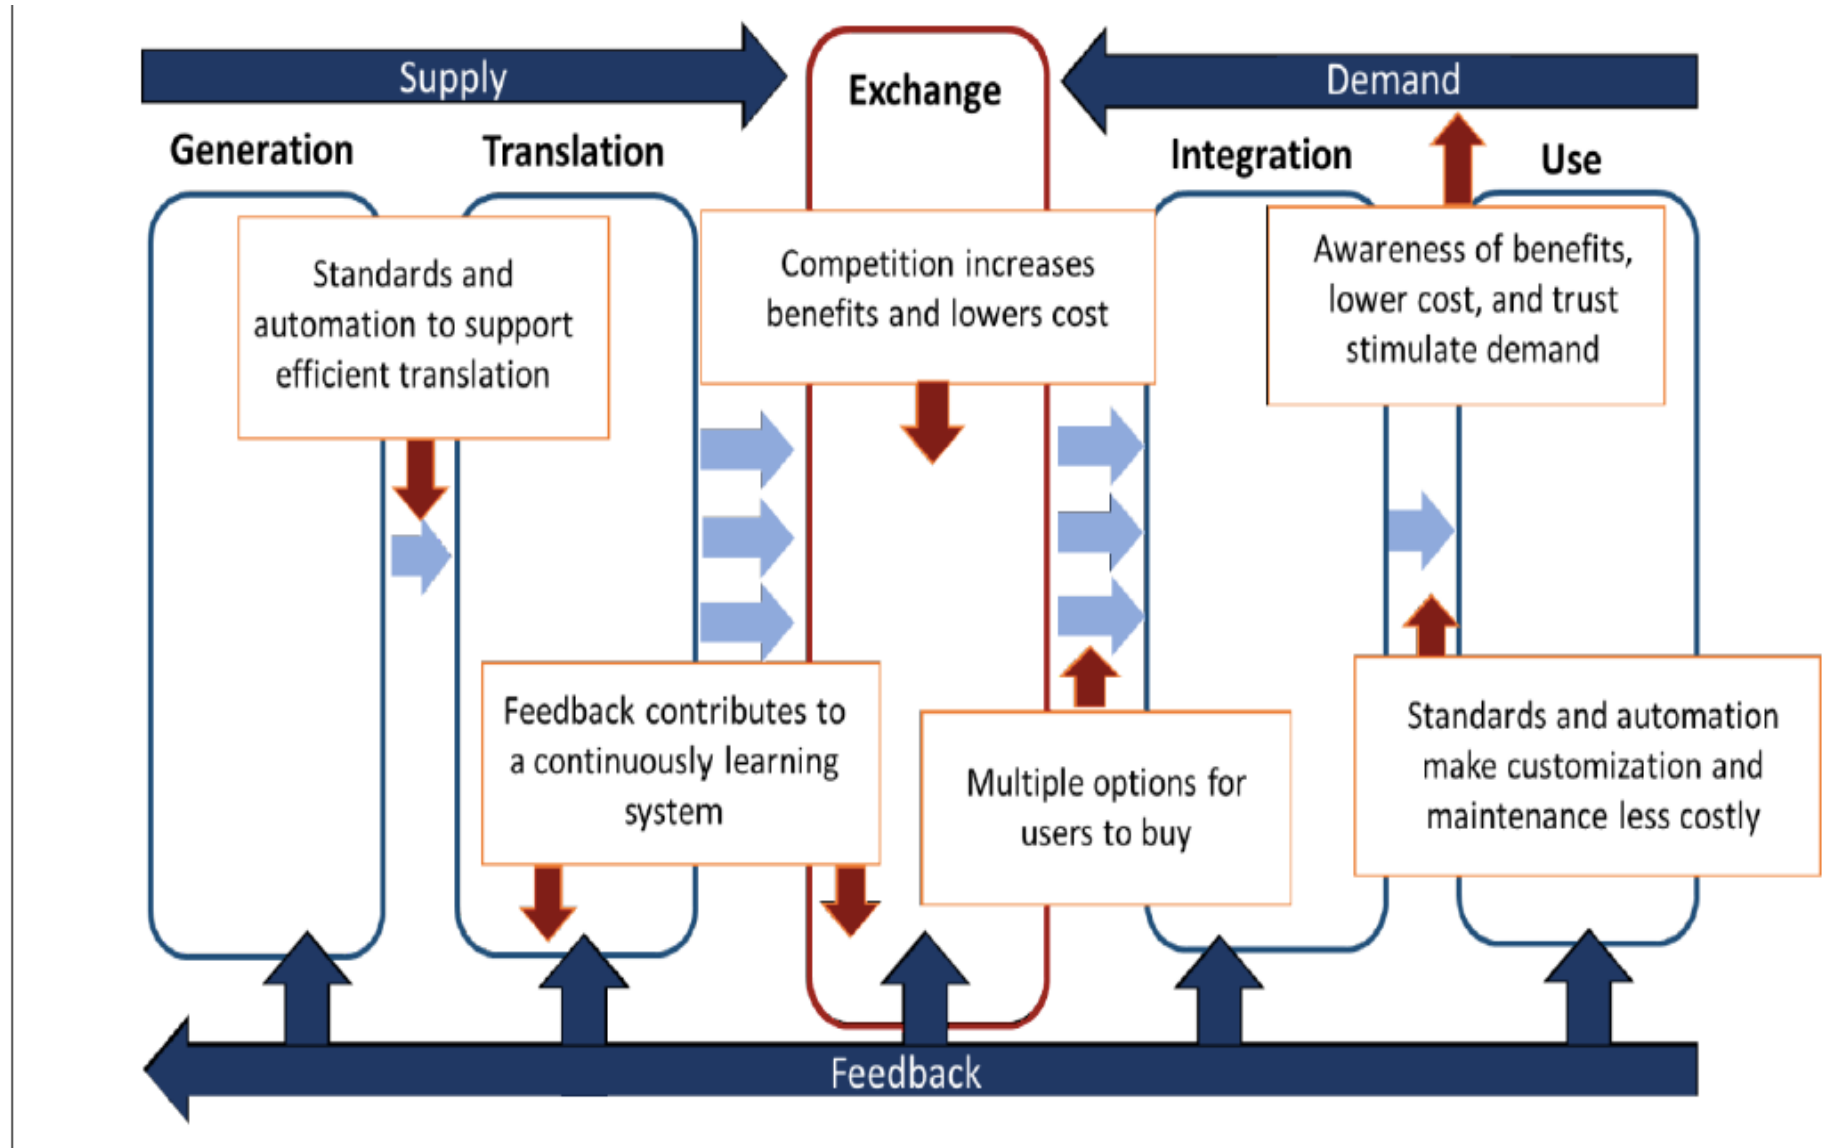 Supply
Exchange
Demand
Generation
Translation
Integration
Use
Standards and
automation to support
efficient translation
Competition increases
benefits and lowers cost
Awareness of benefits,
lower cost, and trust
stimulate demand
Feedback contributes to
a continuously learning
system
Multiple options for
users to buy
Standards and automation
make customization and
maintenance less costly
Feedback